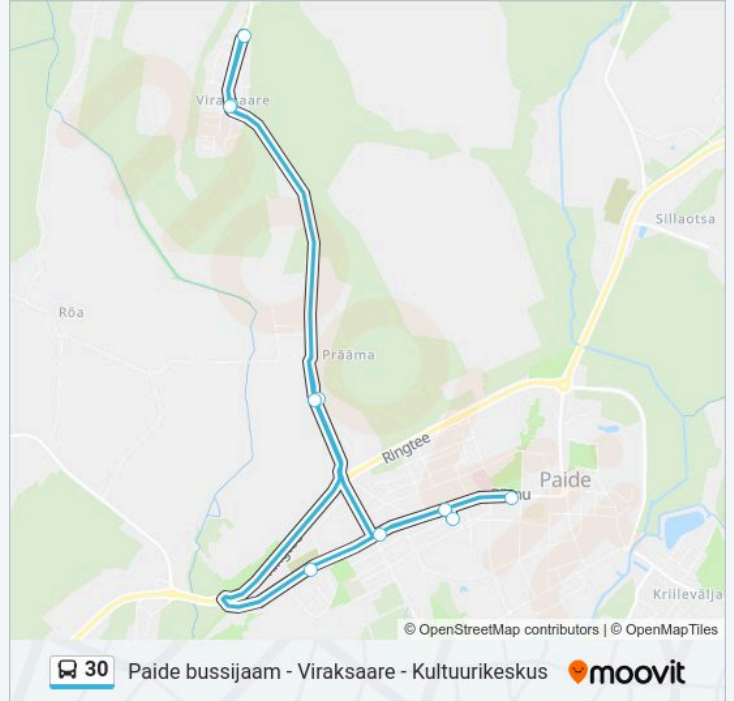 Viraksaare
Sillaotsa
Rõa
Prääma
Ringtee
Paide
Kriilevälja
© OpenStreetMap contributors | © OpenMapTiles
30 Paide bussijaam - Viraksaare - Kultuurikeskus moovit